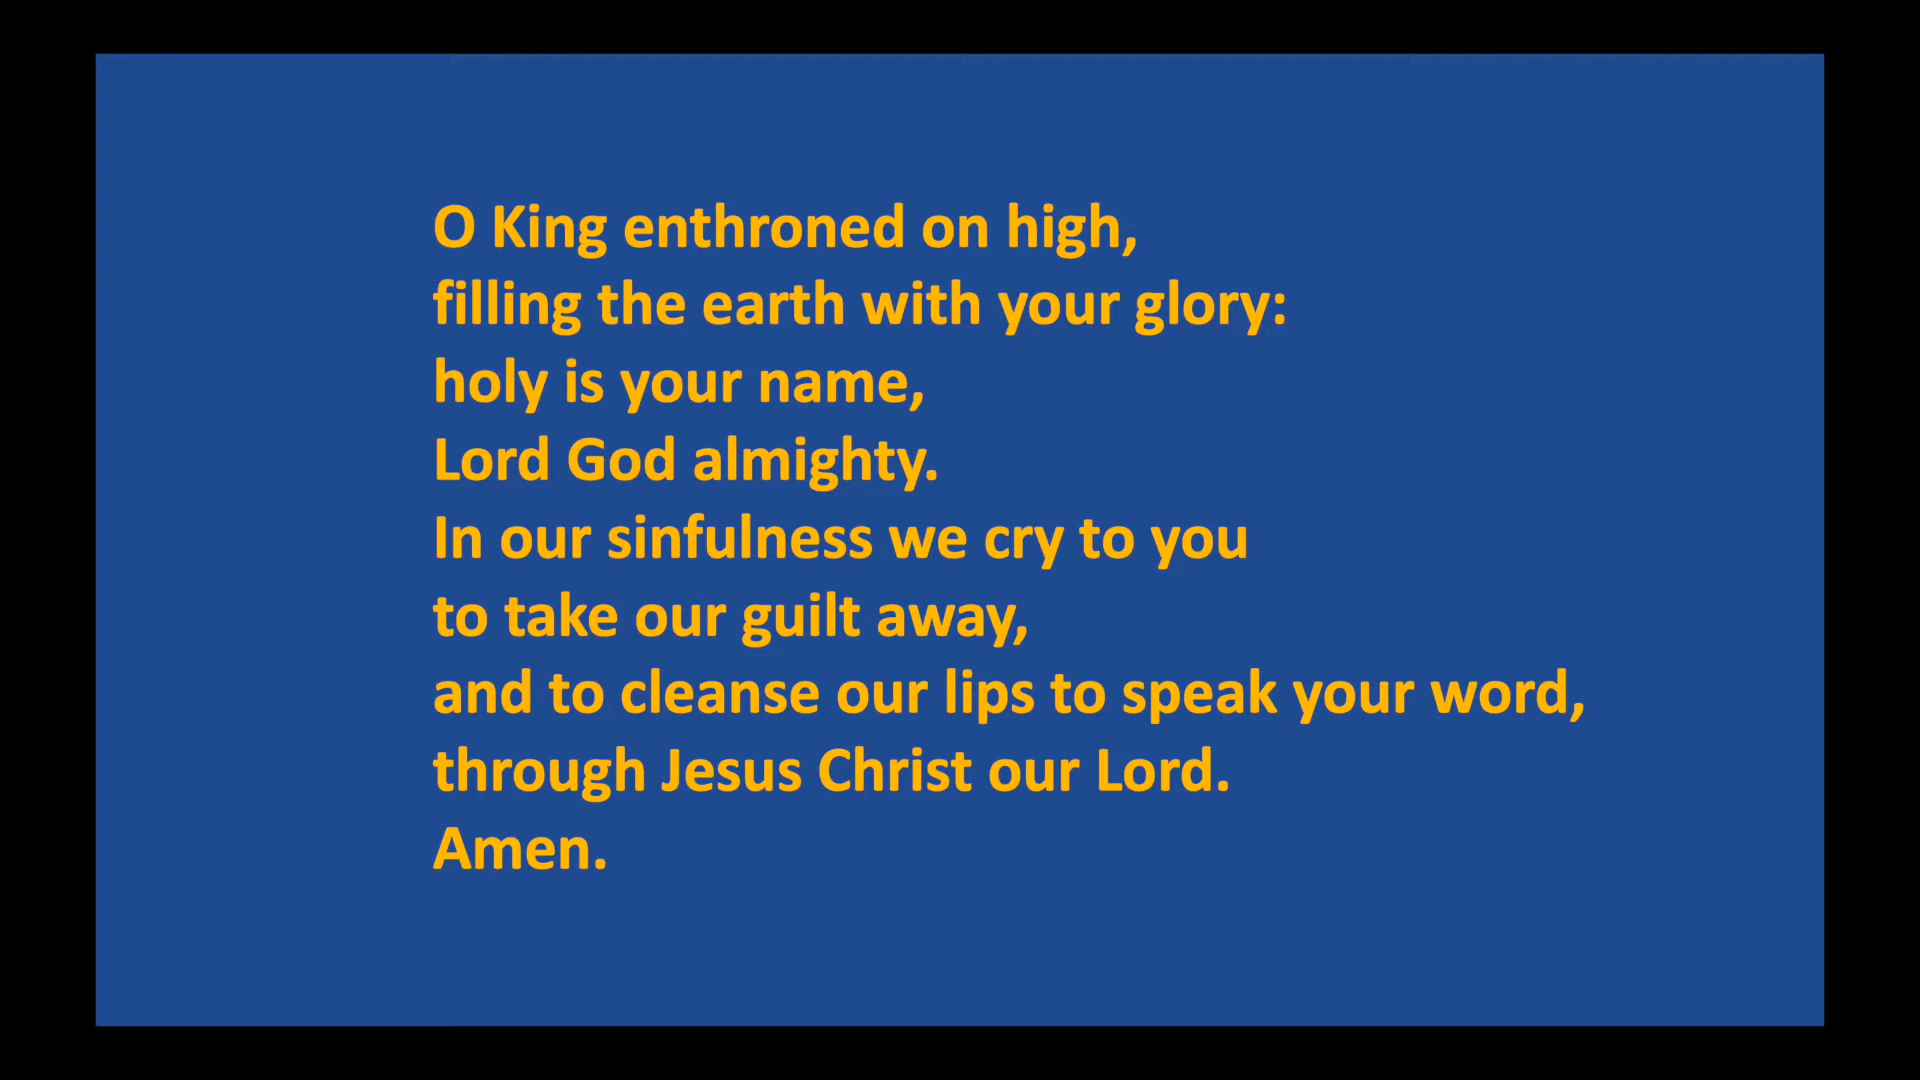 O King enthroned on high,
filling the earth with your glory:
holy is your name,
Lord God almighty.
In our sinfulness we cry to you
to take our guilt away,
and to cleanse our lips to speak your word,
through Jesus Christ our Lord.
Amen.